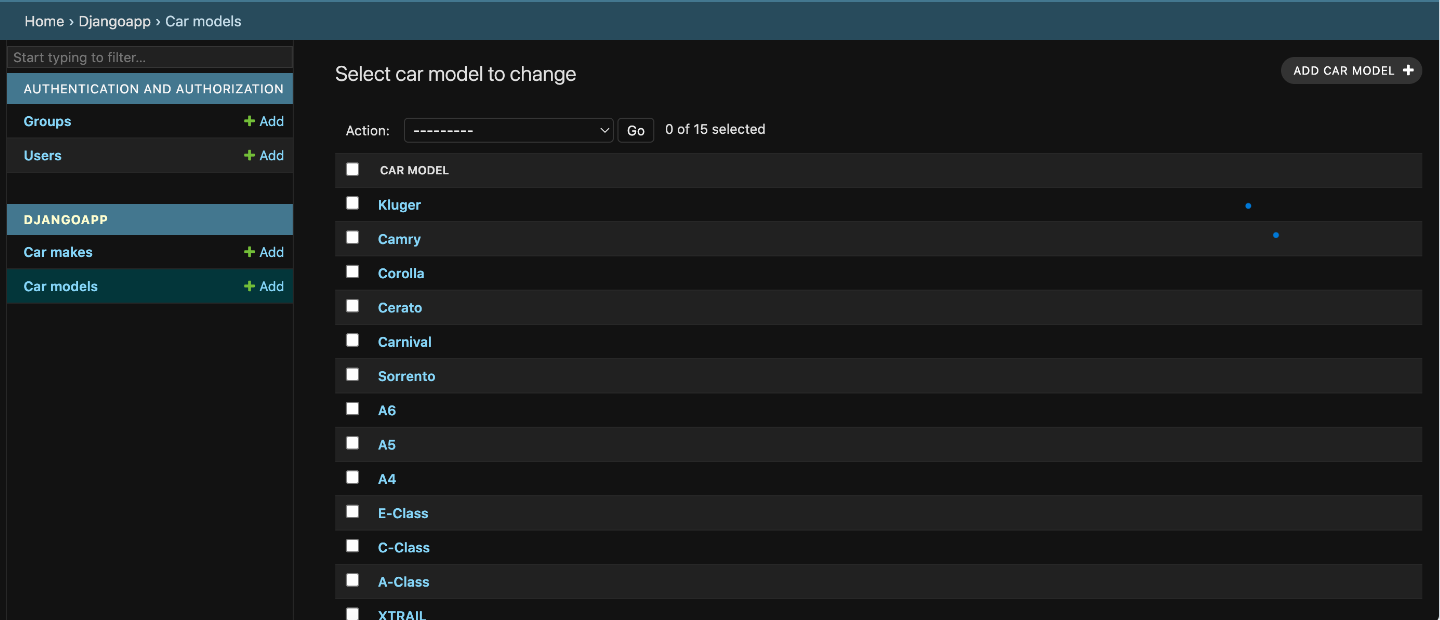 Home › Djangoapp › Car models
Start typing to filter...
AUTHENTICATION AND AUTHORIZATION
Groups + Add
Users + Add
DJANGOAPP
Car makes + Add
Car models + Add
Select car model to change
ADD CAR MODEL +
Action: --------- Go 0 of 15 selected
CAR MODEL
Kluger
Camry
Corolla
Cerato
Carnival
Sorrento
A6
A5
A4
E-Class
C-Class
A-Class
XTRAIL